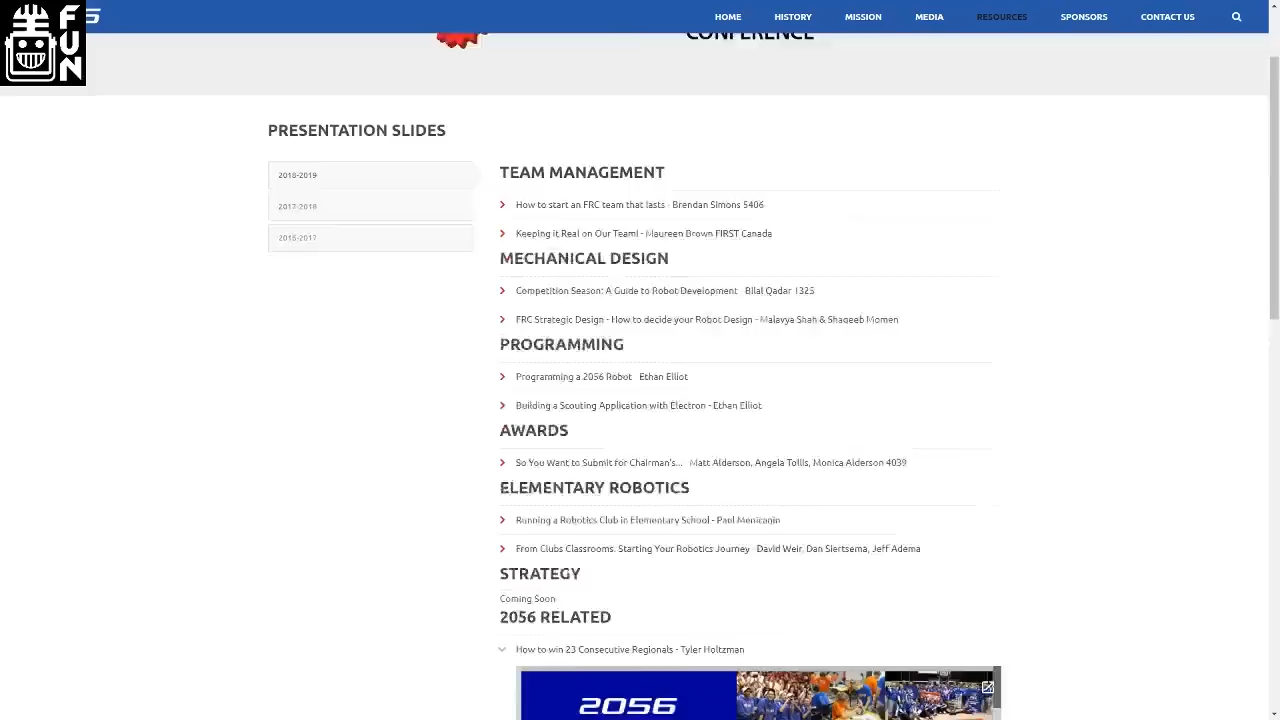 FUN
HOME HISTORY MISSION MEDIA RESOURCES SPONSORS CONTACT US
CONFERENCE
PRESENTATION SLIDES
2018-2019
2017-2018
2016-2017
TEAM MANAGEMENT
How to start an FRC team that lasts - Brendan Simons 5406
Keeping it Real on Our Team! - Maureen Brown FIRST Canada
MECHANICAL DESIGN
Competition Season: A Guide to Robot Development Bilal Qadar 1325
FRC Strategic Design - How to decide your Robot Design - Malavya Shah & Shaqeeb Momen
PROGRAMMING
Programming a 2056 Robot Ethan Elliot
Building a Scouting Application with Electron - Ethan Elliot
AWARDS
So You Want to Submit for Chairman's... Matt Alderson, Angela Tollis, Monica Alderson 4039
ELEMENTARY ROBOTICS
Running a Robotics Club in Elementary School - Paul
From Clubs Classrooms. Starting Your Robotics Journey David Weir, Dan Siertsema, Jeff Adema
STRATEGY
Coming Soon
2056 RELATED
How to win 23 Consecutive Regionals - Tyler Holtzman
2056